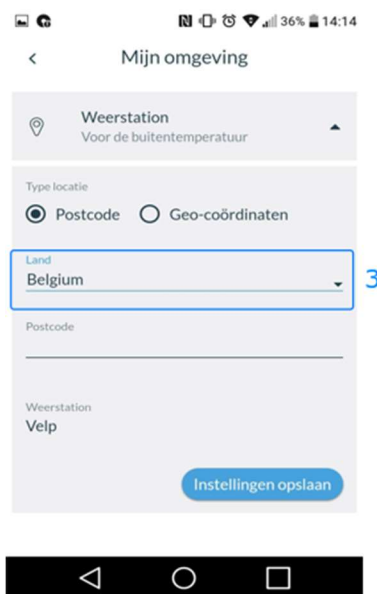 36% 14:14
Mijn omgeving
Weerstation
Voor de buitentemperatuur
Type locatie
Postcode Geo-coördinaten
Land
Belgium
3
Postcode
Weerstation
Velp
Instellingen opslaan